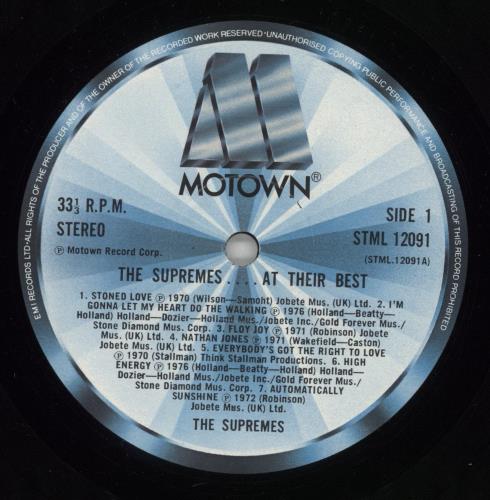 EMI RECORDS LTD•ALL RIGHTS OF THE PRODUCER AND OF THE OWNER OF THE RECORDED WORK RESERVED•UNAUTHORISED COPYING PUBLIC PERFORMANCE AND BROADCASTING OF THIS RECORD PROHIBITED
MOTOWN®
33⅓ R.P.M.
STEREO
℗ Motown Record Corp.
SIDE 1
STML 12091
(STML.12091A)
THE SUPREMES....AT THEIR BEST
1. STONED LOVE ℗ 1970 (Wilson—Samoht) Jobete Mus. (UK) Ltd. 2. I'M
GONNA LET MY HEART DO THE WALKING ℗ 1976 (Holland—Beatty—
Holland) Holland—Dozier—Holland Mus./Jobete Inc./Gold Forever Mus./
Stone Diamond Mus. Corp. 3. FLOY JOY ℗ 1971 (Robinson) Jobete
Mus. (UK) Ltd. 4. NATHAN JONES ℗ 1971 (Wakefield—Caston)
Jobete Mus. (UK) Ltd. 5. EVERYBODY'S GOT THE RIGHT TO LOVE
℗ 1970 (Stallman) Think Stallman Productions. 6. HIGH
ENERGY ℗ 1976 (Holland—Beatty—Holland) Holland—
Dozier—Holland Mus./Jobete Inc./Gold Forever Mus./
Stone Diamond Mus. Corp. 7. AUTOMATICALLY
SUNSHINE ℗ 1972 (Robinson)
Jobete Mus. (UK) Ltd.
THE SUPREMES